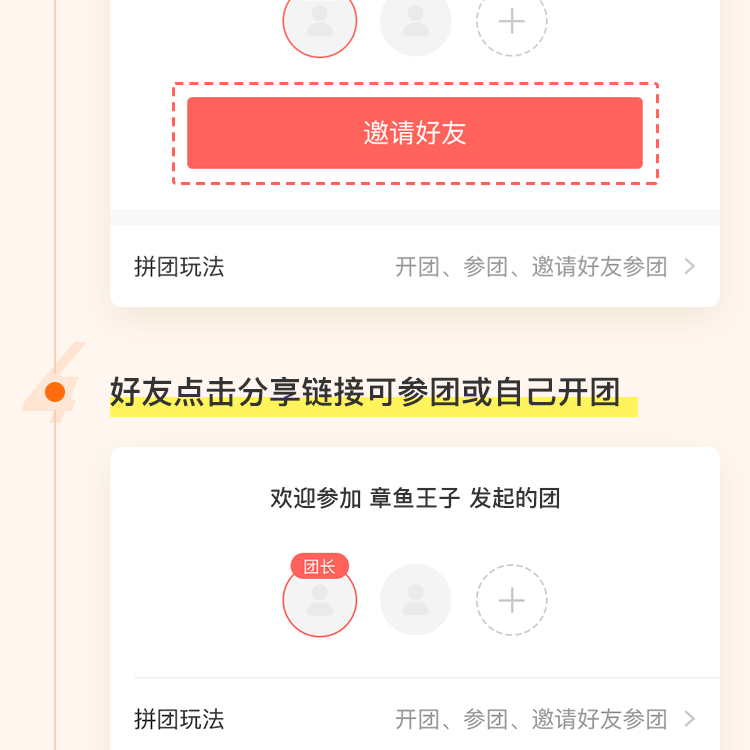 邀请好友
拼团玩法 开团、参团、邀请好友参团
4
好友点击分享链接可参团或自己开团
欢迎参加 章鱼王子 发起的团
团长
拼团玩法 开团、参团、邀请好友参团